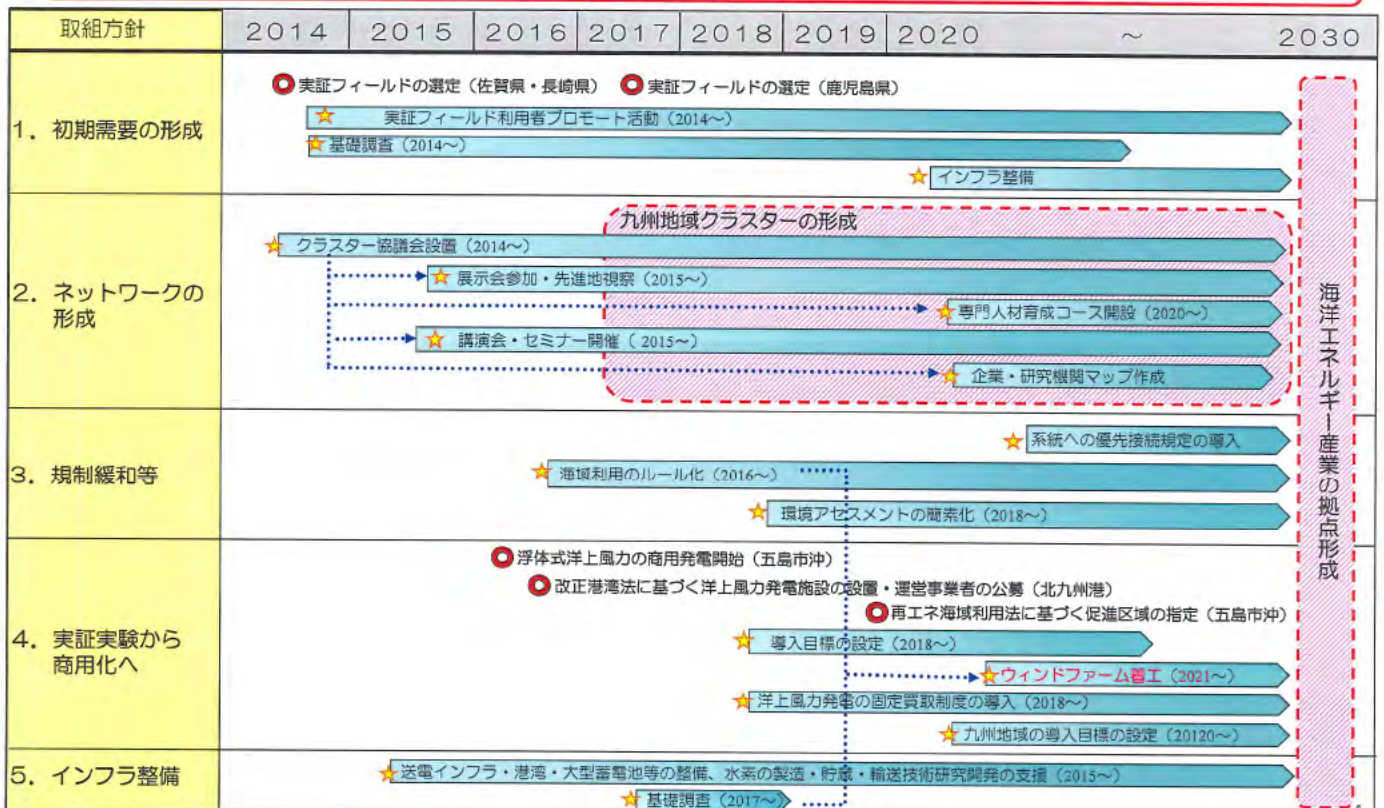 取組方針
2014
2015
2016
2017
2018
2019
2020
～
2030
1．初期需要の形成
実証フィールドの選定（佐賀県・長崎県）
実証フィールドの選定（鹿児島県）
実証フィールド利用者プロモート活動（2014～）
基礎調査（2014～）
インフラ整備
2．ネットワークの
形成
九州地域クラスターの形成
クラスター協議会設置（2014～）
展示会参加・先進地視察（2015～）
専門人材育成コース開設（2020～）
講演会・セミナー開催（ 2015～）
企業・研究機関マップ作成
3．規制緩和等
系統への優先接続規定の導入
海域利用のルール化（2016～）
環境アセスメントの簡素化（2018～）
4．実証実験から
商用化へ
浮体式洋上風力の商用発電開始（五島市沖）
改正港湾法に基づく洋上風力発電施設の設置・運営事業者の公募（北九州港）
再エネ海域利用法に基づく促進区域の指定（五島市沖）
導入目標の設定（2018～）
ウィンドファーム着工（2021～）
洋上風力発電の固定買取制度の導入（2018～）
九州地域の導入目標の設定（20120～）
5．インフラ整備
送電インフラ・港湾・大型蓄電池等の整備、水素の製造・貯蔵・輸送技術研究開発の支援（2015～）
基礎調査（2017～）
海洋エネルギー産業の拠点形成